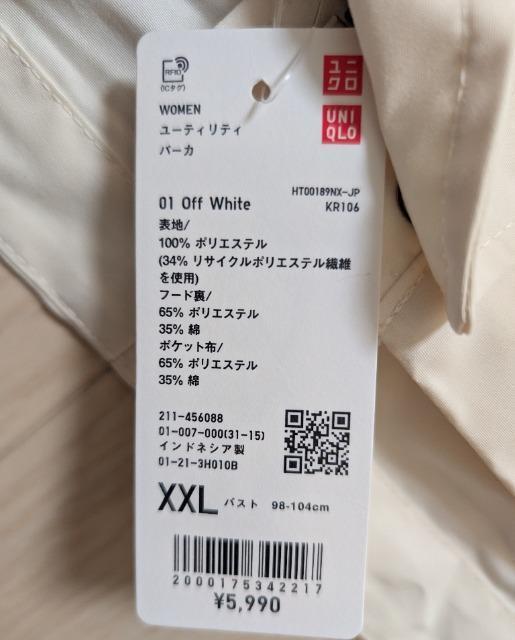 RFID
(ICタグ)
ユニ
クロ
UNI
QLO
WOMEN
ユーティリティ
パーカ
HT00189NX-JP
01 Off White
KR106
表地/
100% ポリエステル
(34% リサイクルポリエステル繊維
を使用)
フード裏/
65% ポリエステル
35% 綿
ポケット布/
65% ポリエステル
35% 綿
211-456088
01-007-000(31-15)
インドネシア製
01-21-3H010B
XXL バスト 98-104cm
2000175342217
¥5,990